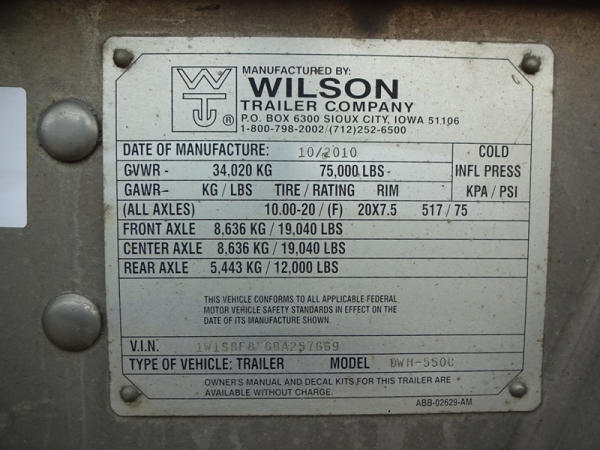 MANUFACTURED BY:
WT ®
WILSON
TRAILER COMPANY
P.O. BOX 6300 SIOUX CITY, IOWA 51106
1-800-798-2002 / (712)252-6500
DATE OF MANUFACTURE: 10/2010 COLD
GVWR - 34,020 KG 75,000 LBS - INFL PRESS
GAWR - KG / LBS TIRE / RATING RIM KPA / PSI
(ALL AXLES) 10.00-20 / (F) 20X7.5 517 / 75
FRONT AXLE 8,636 KG / 19,040 LBS
CENTER AXLE 8,636 KG / 19,040 LBS
REAR AXLE 5,443 KG / 12,000 LBS
THIS VEHICLE CONFORMS TO ALL APPLICABLE FEDERAL
MOTOR VEHICLE SAFETY STANDARDS IN EFFECT ON THE
DATE OF MANUFACTURE SHOWN.
V.I.N.
TYPE OF VEHICLE: TRAILER MODEL DWH-550C
OWNER'S MANUAL AND DECAL KITS FOR THIS TRAILER ARE
AVAILABLE WITHOUT CHARGE.
ABB-02629-AM